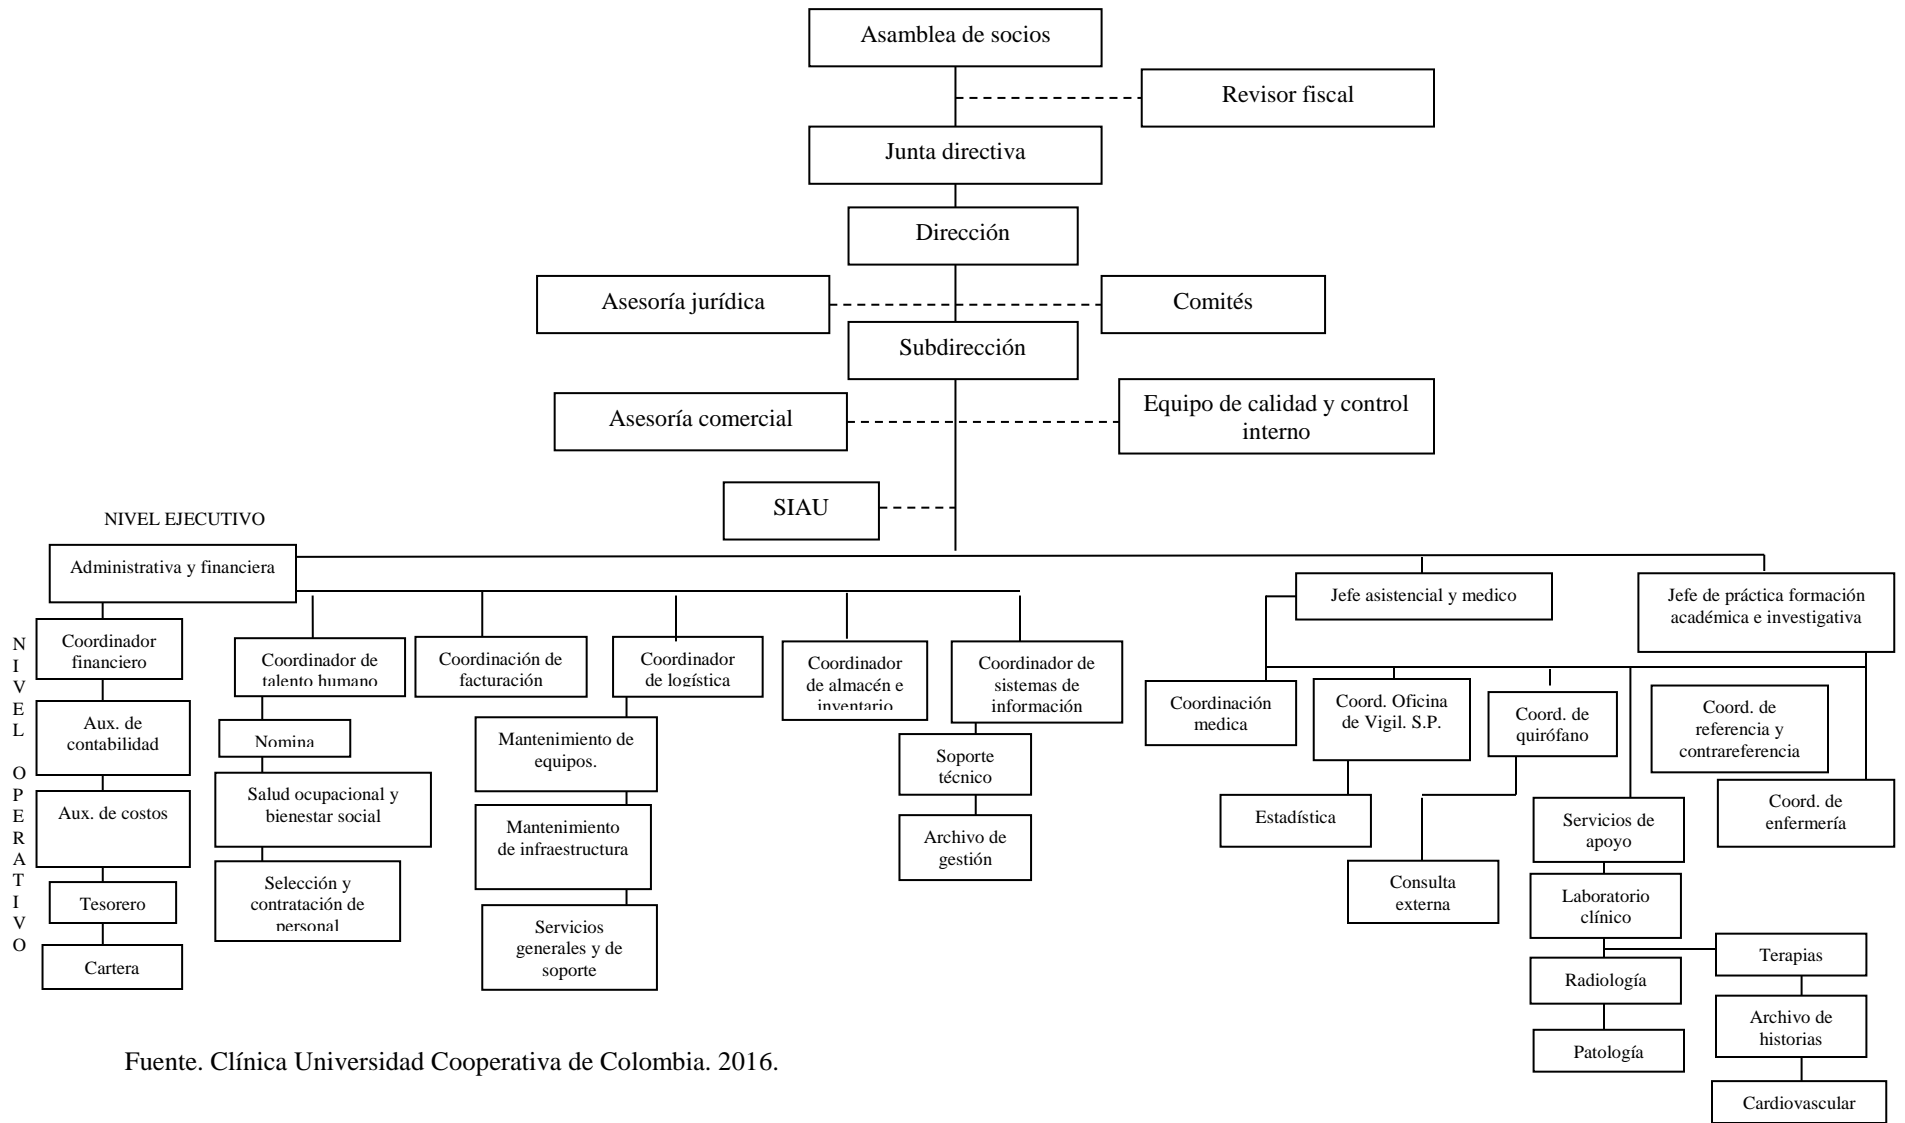 Asamblea de socios
Revisor fiscal
Junta directiva
Dirección
Asesoría jurídica
Comités
Subdirección
Asesoría comercial
Equipo de calidad y control
interno
SIAU
NIVEL EJECUTIVO
Administrativa y financiera
Jefe asistencial y medico
Jefe de práctica formación
académica e investigativa
NIVEL OPERATIVO
Coordinador
financiero
Coordinador de
talento humano
Coordinación de
facturación
Coordinador
de logística
Coordinador
de almacén e
inventario
Coordinador de
sistemas de
información
Coordinación
medica
Coord. Oficina
de Vigil. S.P.
Coord. de
quirófano
Coord. de
referencia y
contrareferencia
Aux. de
contabilidad
Nomina
Mantenimiento de
equipos.
Soporte
técnico
Aux. de costos
Salud ocupacional y
bienestar social
Mantenimiento
de infraestructura
Archivo de
gestión
Estadística
Servicios de
apoyo
Coord. de
enfermería
Tesorero
Selección y
contratación de
personal
Servicios
generales y de
soporte
Consulta
externa
Laboratorio
clínico
Cartera
Terapias
Radiología
Archivo de
historias
Patología
Cardiovascular
Fuente. Clínica Universidad Cooperativa de Colombia. 2016.